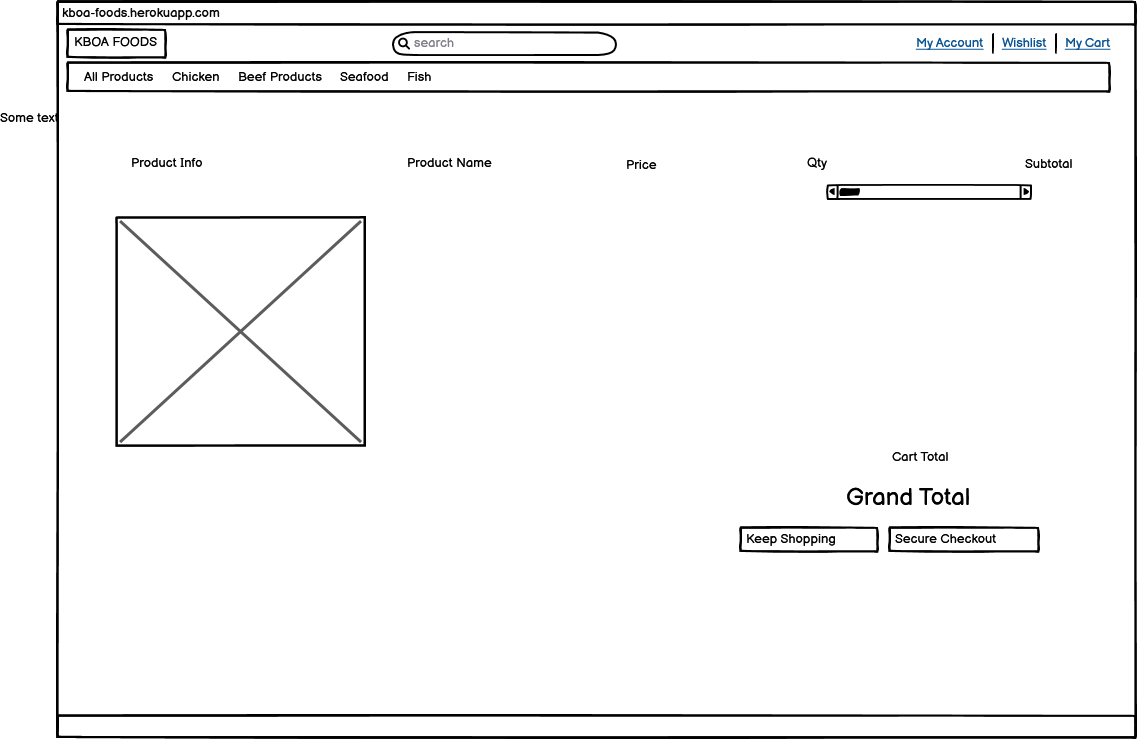 kboa-foods.herokuapp.com
KBOA FOODS
search
My Account
Wishlist
My Cart
All Products
Chicken
Beef Products
Seafood
Fish
Some text
Product Info
Product Name
Price
Qty
Subtotal
Cart Total
Grand Total
Keep Shopping
Secure Checkout